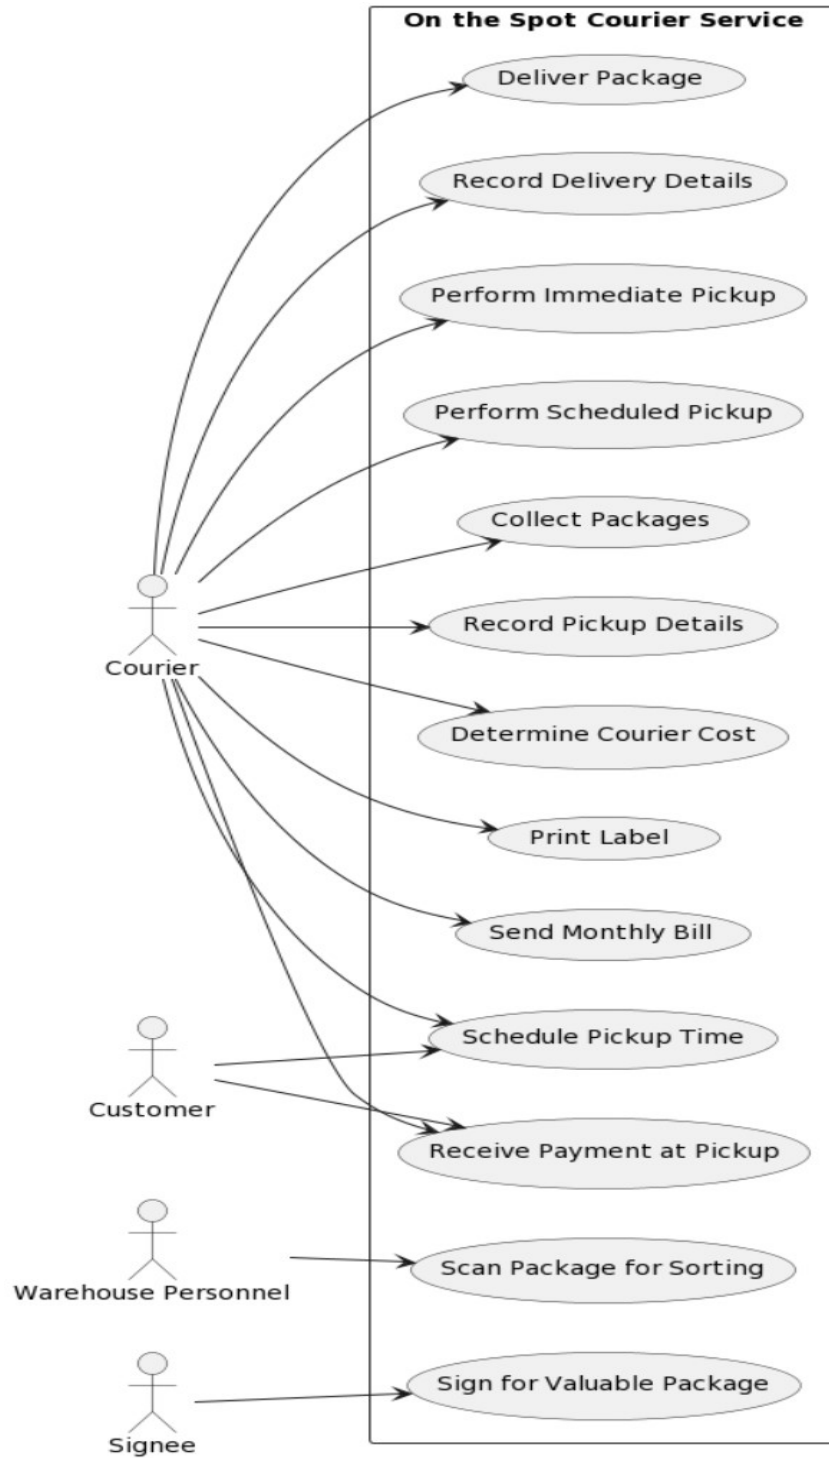 On the Spot Courier Service
Deliver Package
Record Delivery Details
Perform Immediate Pickup
Perform Scheduled Pickup
Collect Packages
Record Pickup Details
Courier
Determine Courier Cost
Print Label
Send Monthly Bill
Schedule Pickup Time
Customer
Receive Payment at Pickup
Scan Package for Sorting
Warehouse Personnel
Sign for Valuable Package
Signee